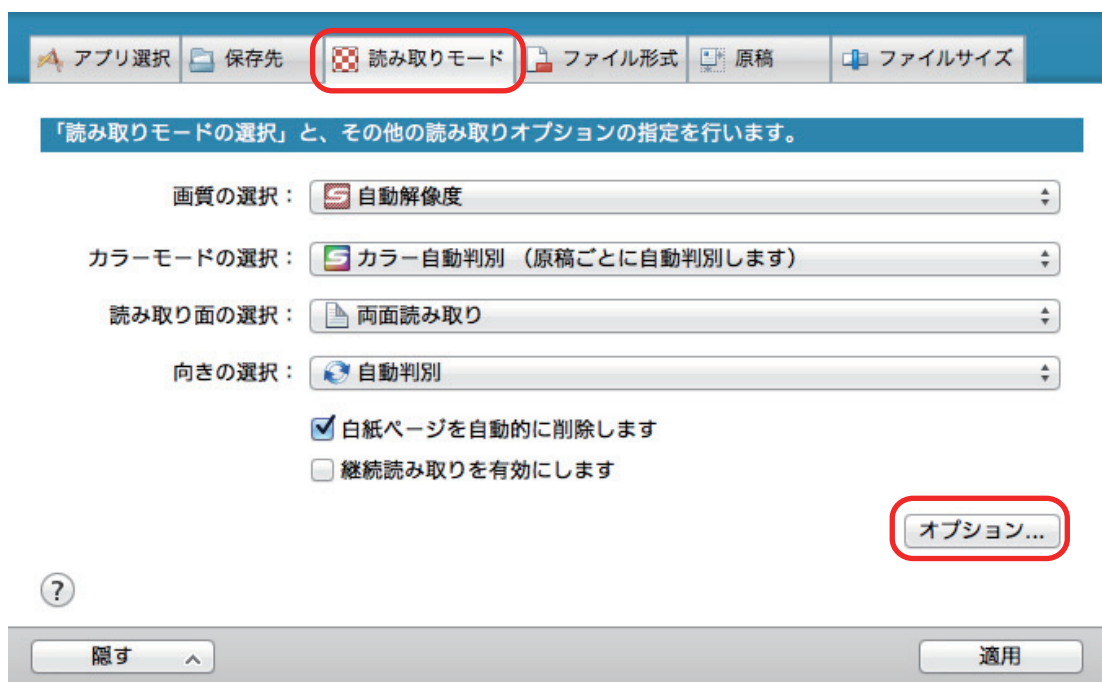 アプリ選択 保存先 読み取りモード ファイル形式 原稿 ファイルサイズ
「読み取りモードの選択」と、その他の読み取りオプションの指定を行います。
画質の選択： 自動解像度
カラーモードの選択： カラー自動判別 （原稿ごとに自動判別します）
読み取り面の選択： 両面読み取り
向きの選択： 自動判別
白紙ページを自動的に削除します
継続読み取りを有効にします
オプション...
?
隠す 適用